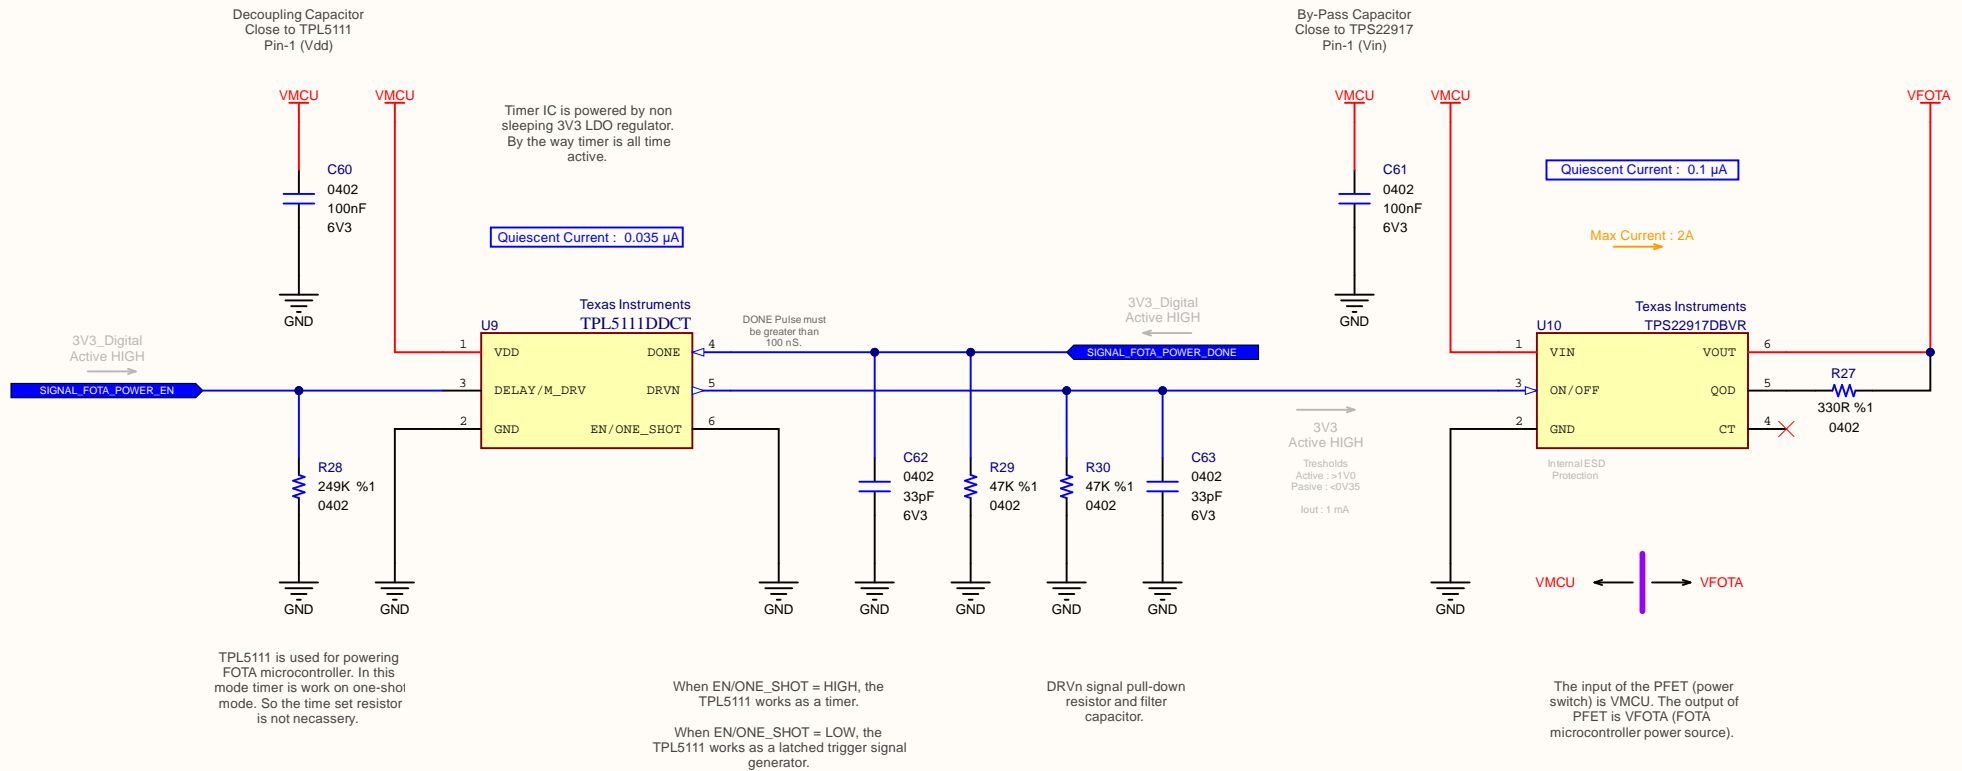 Decoupling Capacitor
Close to TPL5111
Pin-1 (Vdd)
By-Pass Capacitor
Close to TPS22917
Pin-1 (Vin)
VMCU
VMCU
VMCU
VMCU
VFOTA
Timer IC is powered by non
sleeping 3V3 LDO regulator.
By the way timer is all time
active.
C60
0402
100nF
6V3
C61
0402
100nF
6V3
Quiescent Current : 0.1 µA
Quiescent Current : 0.035 µA
Max Current : 2A
GND
GND
3V3_Digital
Active HIGH
SIGNAL_FOTA_POWER_EN
Texas Instruments
U9
TPL5111DDCT
1
VDD
DONE
4
3
DELAY/M_DRV
DRVN
5
2
GND
EN/ONE_SHOT
6
DONE Pulse must
be greater than
100 nS.
3V3_Digital
Active HIGH
SIGNAL_FOTA_POWER_DONE
Texas Instruments
U10
TPS22917DBVR
1
VIN
VOUT
6
3
ON/OFF
QOD
5
2
GND
CT
4
R27
330R %1
0402
3V3
Active HIGH
Tresholds
Active : >1V0
Pasive : <0V35
Iout : 1 mA
Internal ESD
Protection
R28
249K %1
0402
C62
0402
33pF
6V3
R29
47K %1
0402
R30
47K %1
0402
C63
0402
33pF
6V3
GND
GND
GND
GND
GND
GND
GND
GND
VMCU
VFOTA
TPL5111 is used for powering
FOTA microcontroller. In this
mode timer is work on one-shot
mode. So the time set resistor
is not necassery.
When EN/ONE_SHOT = HIGH, the
TPL5111 works as a timer.
When EN/ONE_SHOT = LOW, the
TPL5111 works as a latched trigger signal
generator.
DRVn signal pull-down
resistor and filter
capacitor.
The input of the PFET (power
switch) is VMCU. The output of
PFET is VFOTA (FOTA
microcontroller power source).